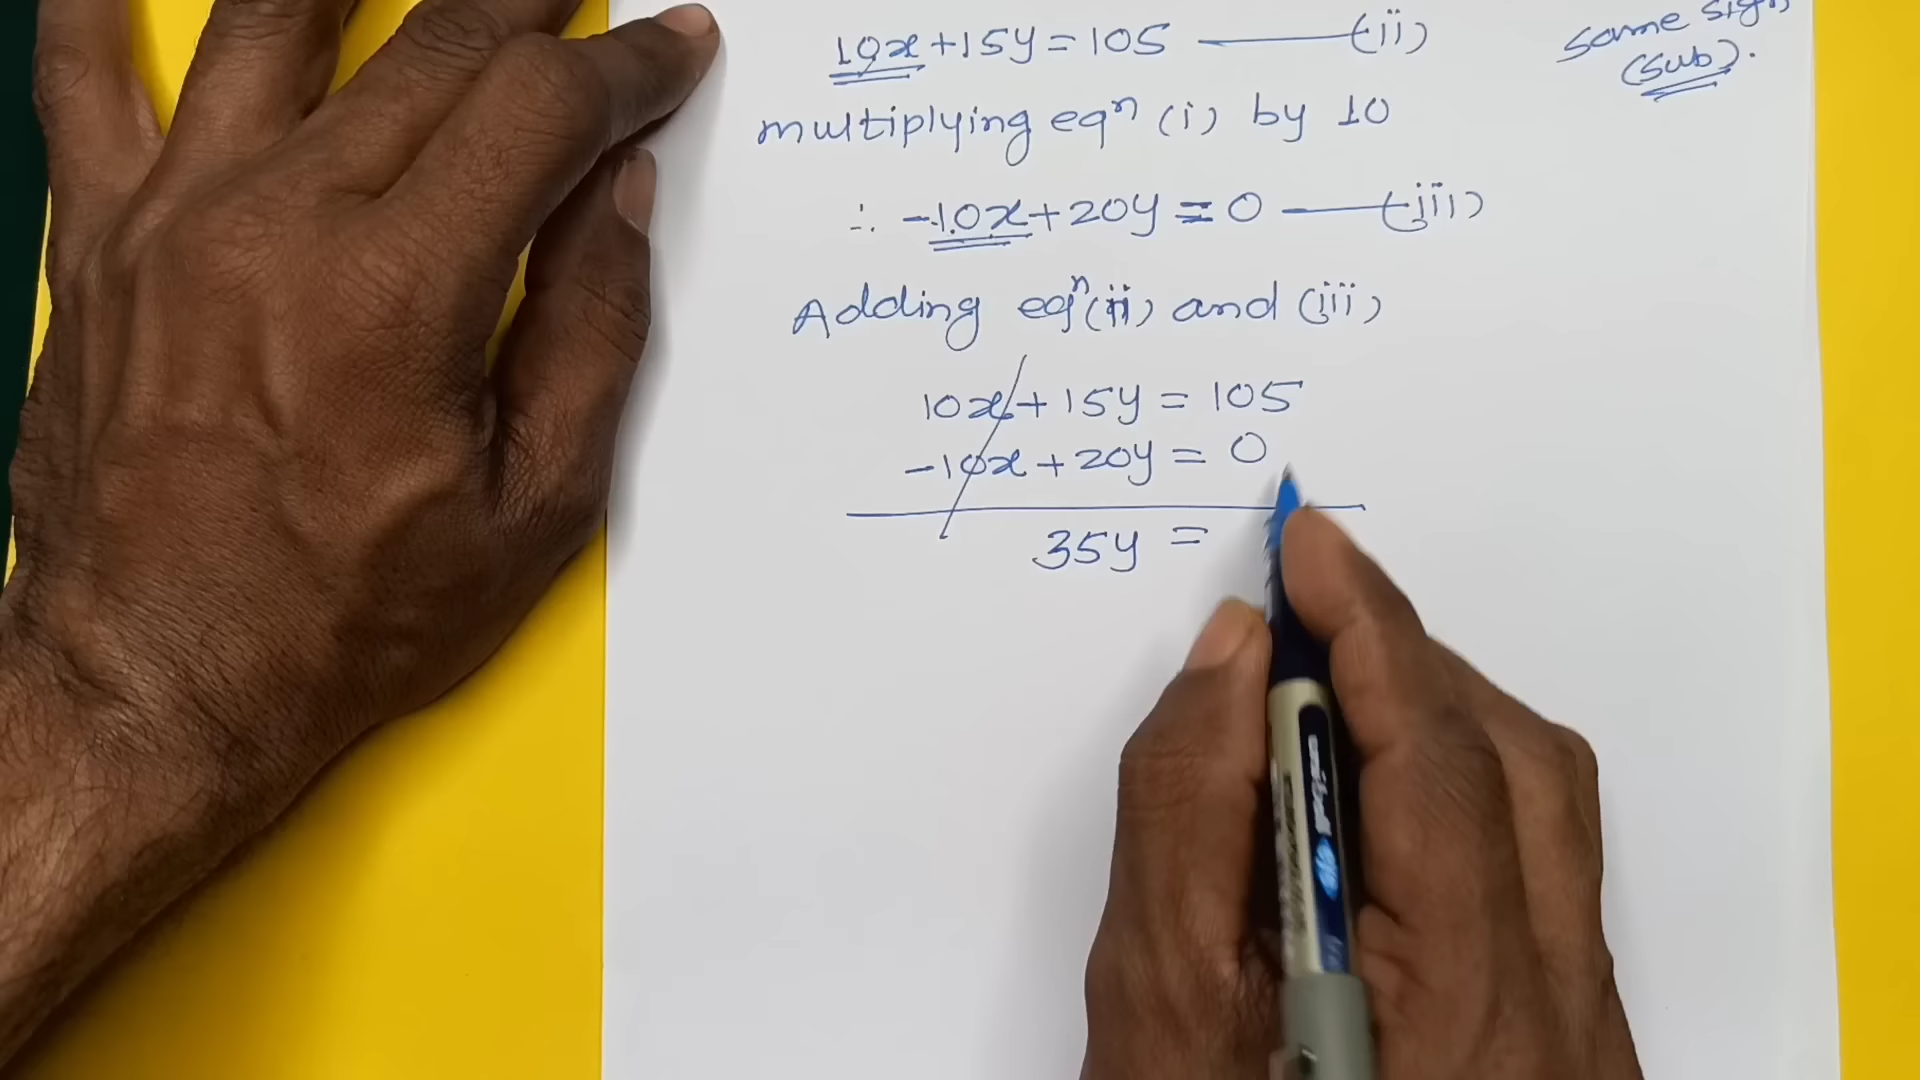 10x + 15y = 105 —— (ii)
same sign
(sub).
multiplying eqⁿ (i) by 10
∴ -10x + 20y = 0 —— (iii)
Adding eqⁿ (ii) and (iii)
10x + 15y = 105
-10x + 20y = 0
35y =